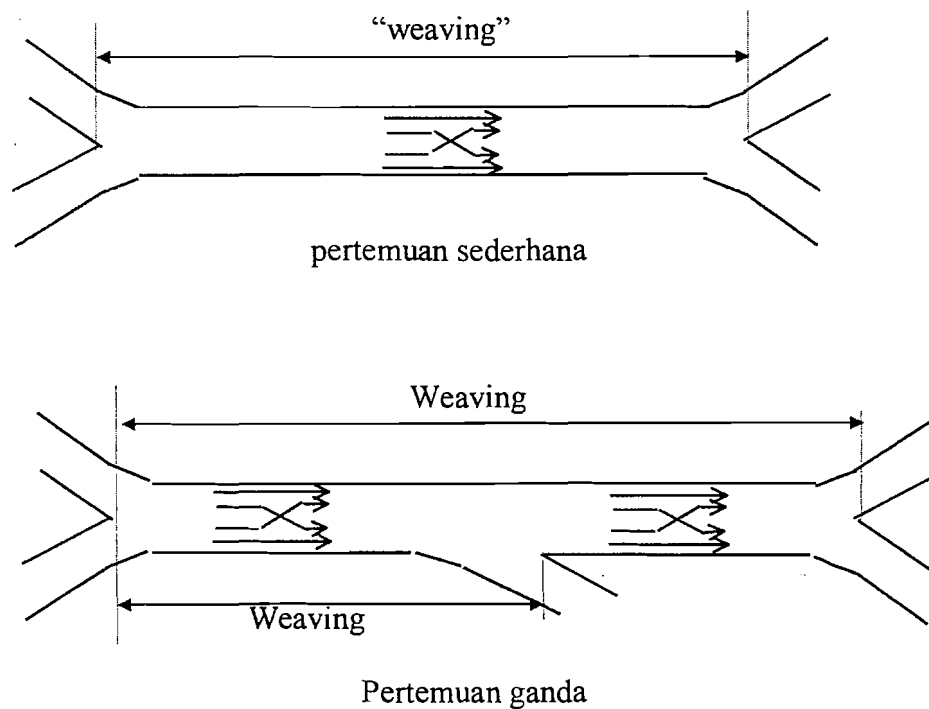 “weaving”
pertemuan sederhana
Weaving
Weaving
Pertemuan ganda